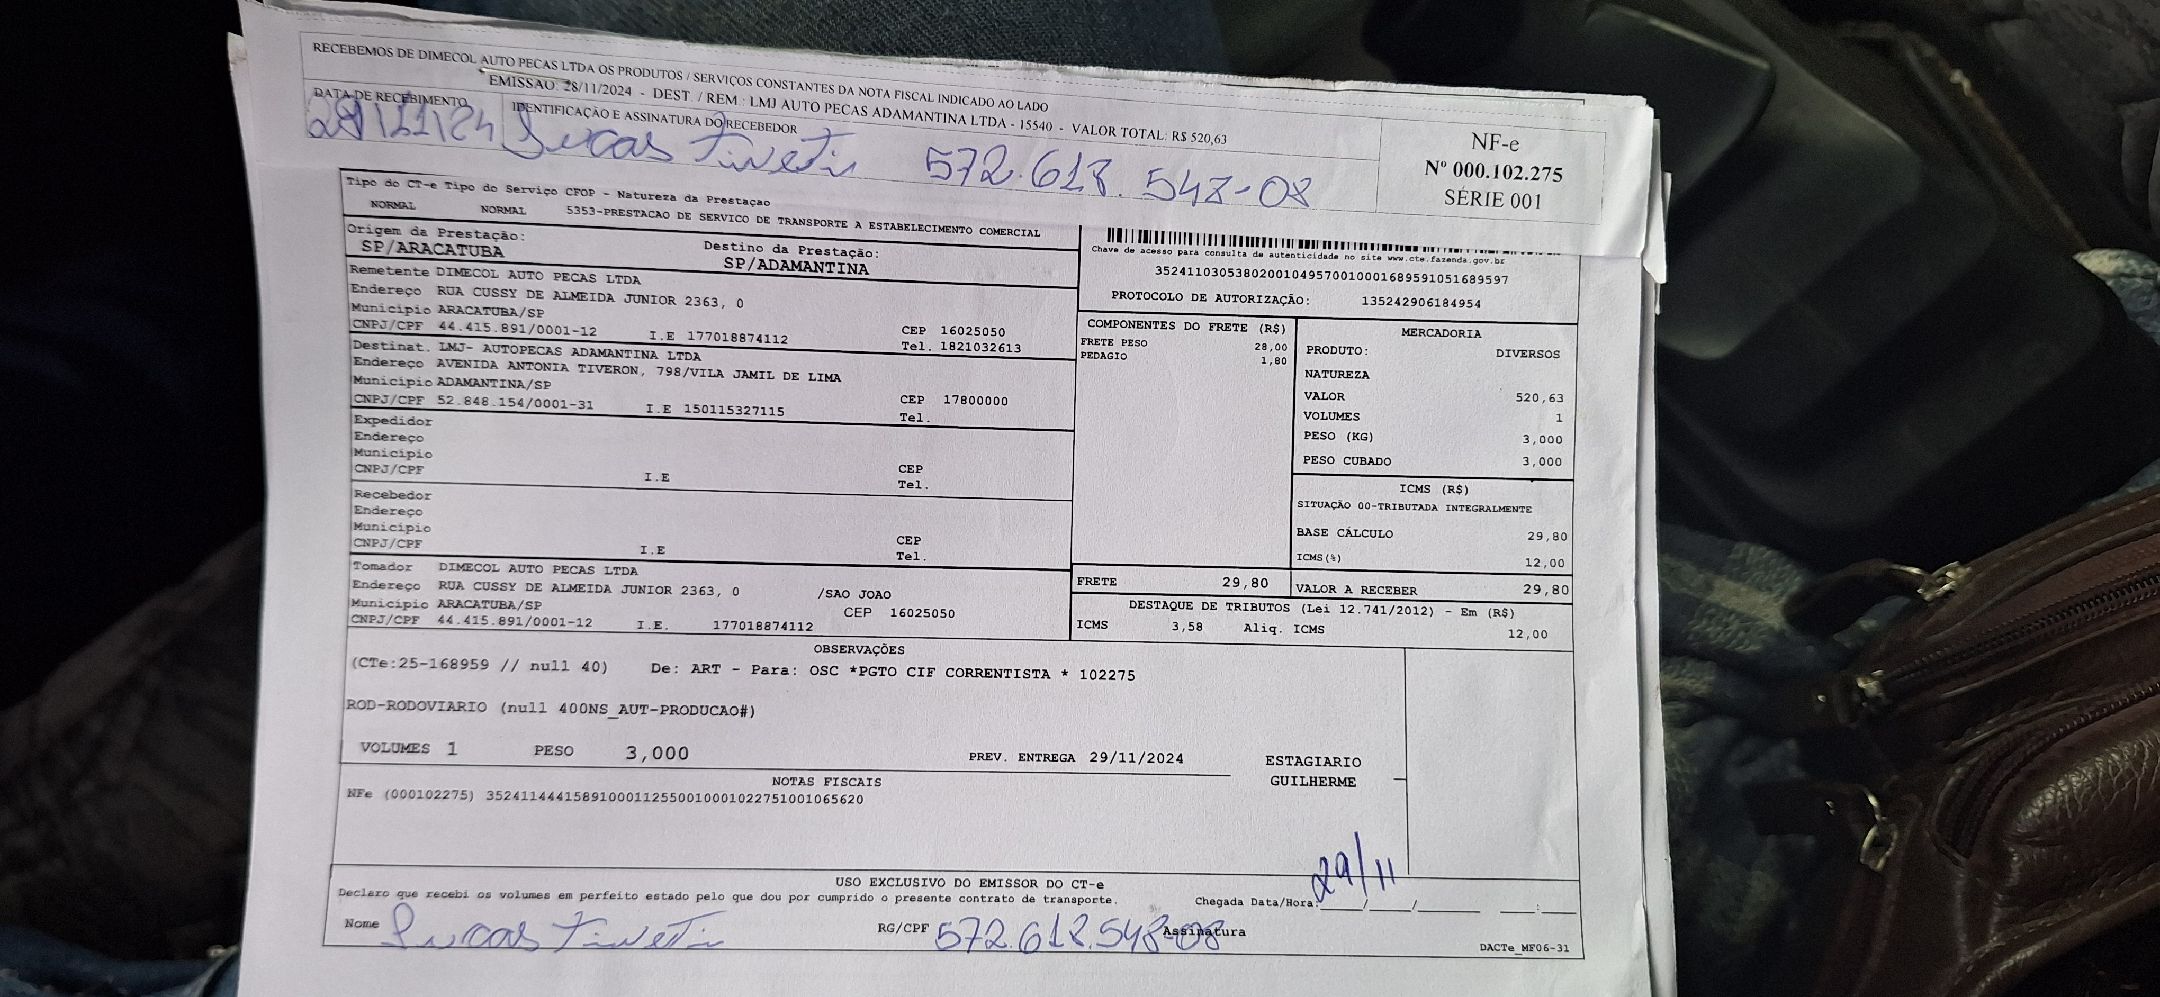 RECEBEMOS DE DIMECOL AUTO PECAS LTDA OS PRODUTOS / SERVIÇOS CONSTANTES DA NOTA FISCAL INDICADO AO LADO
EMISSAO: 28/11/2024 - DEST. / REM : LMJ AUTO PECAS ADAMANTINA LTDA - 15540 - VALOR TOTAL: R$ 520,63
DATA DE RECEBIMENTO IDENTIFICAÇÃO E ASSINATURA DO RECEBEDOR
Lucas 572.618.548-08
NF-e
Nº 000.102.275
SÉRIE 001
Tipo do CT-e Tipo do Serviço CFOP - Natureza da Prestaçao
NORMAL NORMAL 5353-PRESTACAO DE SERVICO DE TRANSPORTE A ESTABELECIMENTO COMERCIAL
Origem da Prestação: Destino da Prestação:
SP/ARACATUBA SP/ADAMANTINA
Chave de acesso para consulta de autenticidade no site www.cte.fazenda.gov.br
35241103053802001049570010001689591051689597
PROTOCOLO DE AUTORIZAÇÃO: 135242906184954
Remetente DIMECOL AUTO PECAS LTDA
Endereço RUA CUSSY DE ALMEIDA JUNIOR 2363, 0
Municipio ARACATUBA/SP
CNPJ/CPF 44.415.891/0001-12 I.E 177018874112 CEP 16025050
Tel. 1821032613
Destinat. LMJ- AUTOPECAS ADAMANTINA LTDA
Endereço AVENIDA ANTONIA TIVERON, 798/VILA JAMIL DE LIMA
Municipio ADAMANTINA/SP
CNPJ/CPF 52.848.154/0001-31 I.E 150115327115 CEP 17800000
Tel.
Expedidor
Endereço
Municipio
CNPJ/CPF I.E CEP
Tel.
Recebedor
Endereço
Municipio
CNPJ/CPF I.E CEP
Tel.
Tomador DIMECOL AUTO PECAS LTDA
Endereço RUA CUSSY DE ALMEIDA JUNIOR 2363, 0 /SAO JOAO
Municipio ARACATUBA/SP CEP 16025050
CNPJ/CPF 44.415.891/0001-12 I.E. 177018874112
COMPONENTES DO FRETE (R$)
FRETE PESO 28,00
PEDAGIO 1,80
MERCADORIA
PRODUTO: DIVERSOS
NATUREZA
VALOR 520,63
VOLUMES 1
PESO (KG) 3,000
PESO CUBADO 3,000
ICMS (R$)
SITUAÇÃO 00-TRIBUTADA INTEGRALMENTE
BASE CÁLCULO 29,80
ICMS(%) 12,00
FRETE 29,80 VALOR A RECEBER 29,80
DESTAQUE DE TRIBUTOS (Lei 12.741/2012) - Em (R$)
ICMS 3,58 Aliq. ICMS 12,00
OBSERVAÇÕES
(CTe:25-168959 // null 40) De: ART - Para: OSC *PGTO CIF CORRENTISTA * 102275
ROD-RODOVIARIO (null 400NS_AUT-PRODUCAO#)
VOLUMES 1 PESO 3,000 PREV. ENTREGA 29/11/2024
ESTAGIARIO
GUILHERME
NOTAS FISCAIS
NFe (000102275) 35241144415891000112550010001022751001065620
USO EXCLUSIVO DO EMISSOR DO CT-e
Declaro que recebi os volumes em perfeito estado pelo que dou por cumprido o presente contrato de transporte. Chegada Data/Hora: 29/11
Nome Lucas RG/CPF 572.618.548-08 Assinatura
DACTe_MF06-31